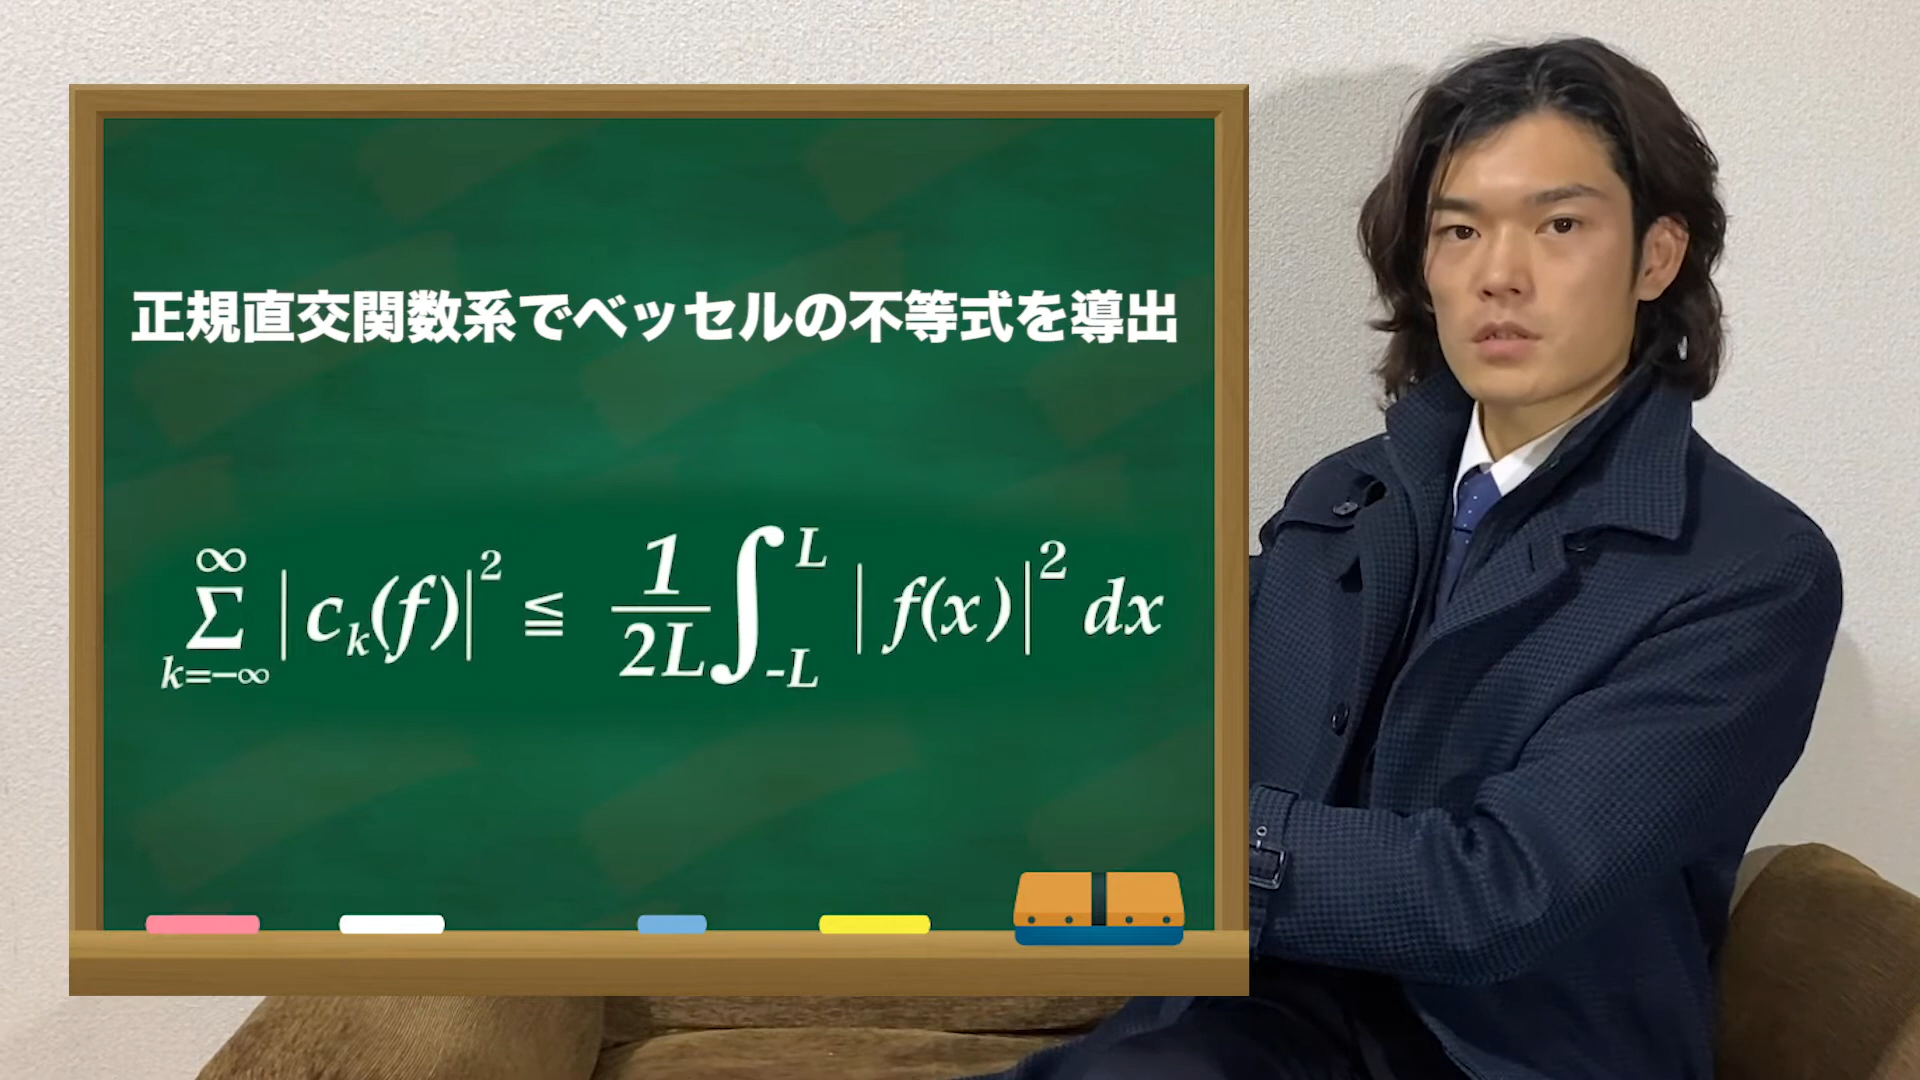 正規直交関数系でベッセルの不等式を導出
∞
Σ |cₖ(f)|² ≦ 1/2L ∫_{-L}^{L} | f(x)|² dx
k=−∞